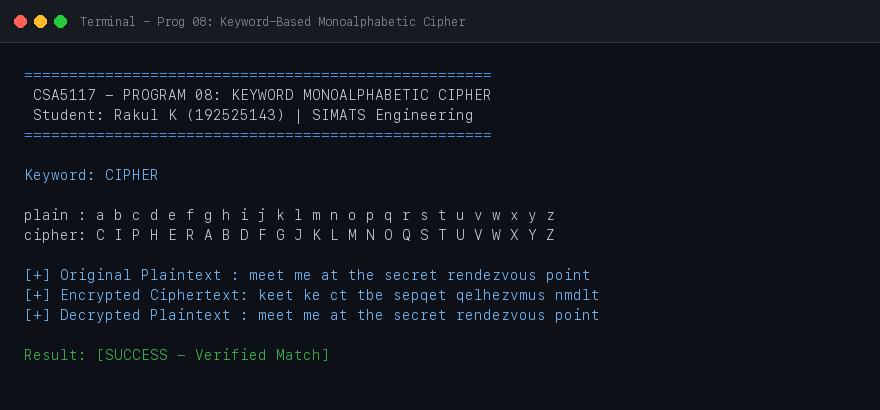 Terminal — Prog 08: Keyword-Based Monoalphabetic Cipher
====================================================
CSA5117 — PROGRAM 08: KEYWORD MONOALPHABETIC CIPHER
Student: Rakul K (192525143) | SIMATS Engineering
====================================================
Keyword: CIPHER
plain : a b c d e f g h i j k l m n o p q r s t u v w x y z
cipher: C I P H E R A B D F G J K L M N O Q S T U V W X Y Z
[+] Original Plaintext : meet me at the secret rendezvous point
[+] Encrypted Ciphertext: keet ke ct tbe sepqet qelhezvmus nmdlt
[+] Decrypted Plaintext : meet me at the secret rendezvous point
Result: [SUCCESS — Verified Match]